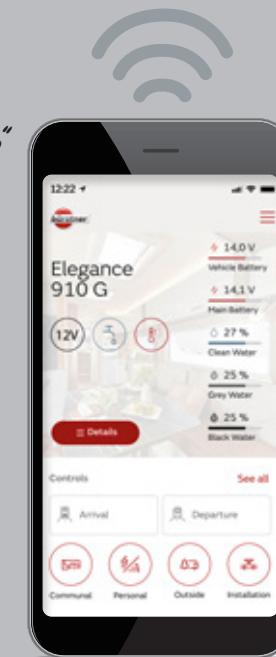 12:22
bürstner
Elegance
910 G
12V
Details
14,0 V
Vehicle Battery
14,1 V
Main Battery
27 %
Clean Water
25 %
Grey Water
25 %
Black Water
Controls
See all
Arrival
Departure
Communal
Personal
Outside
Installation